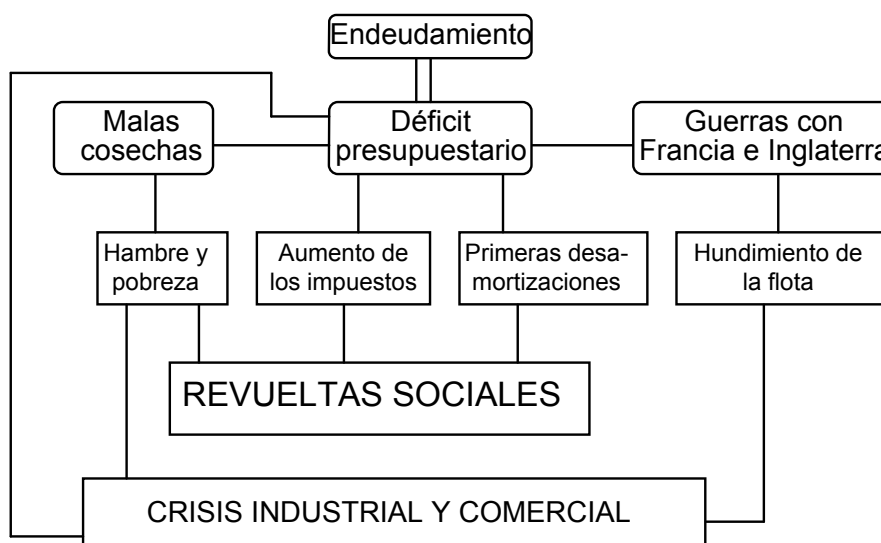 Endeudamiento
Malas
cosechas
Déficit
presupuestario
Guerras con
Francia e Inglaterra
Hambre y
pobreza
Aumento de
los impuestos
Primeras desa-
mortizaciones
Hundimiento de
la flota
REVUELTAS SOCIALES
CRISIS INDUSTRIAL Y COMERCIAL